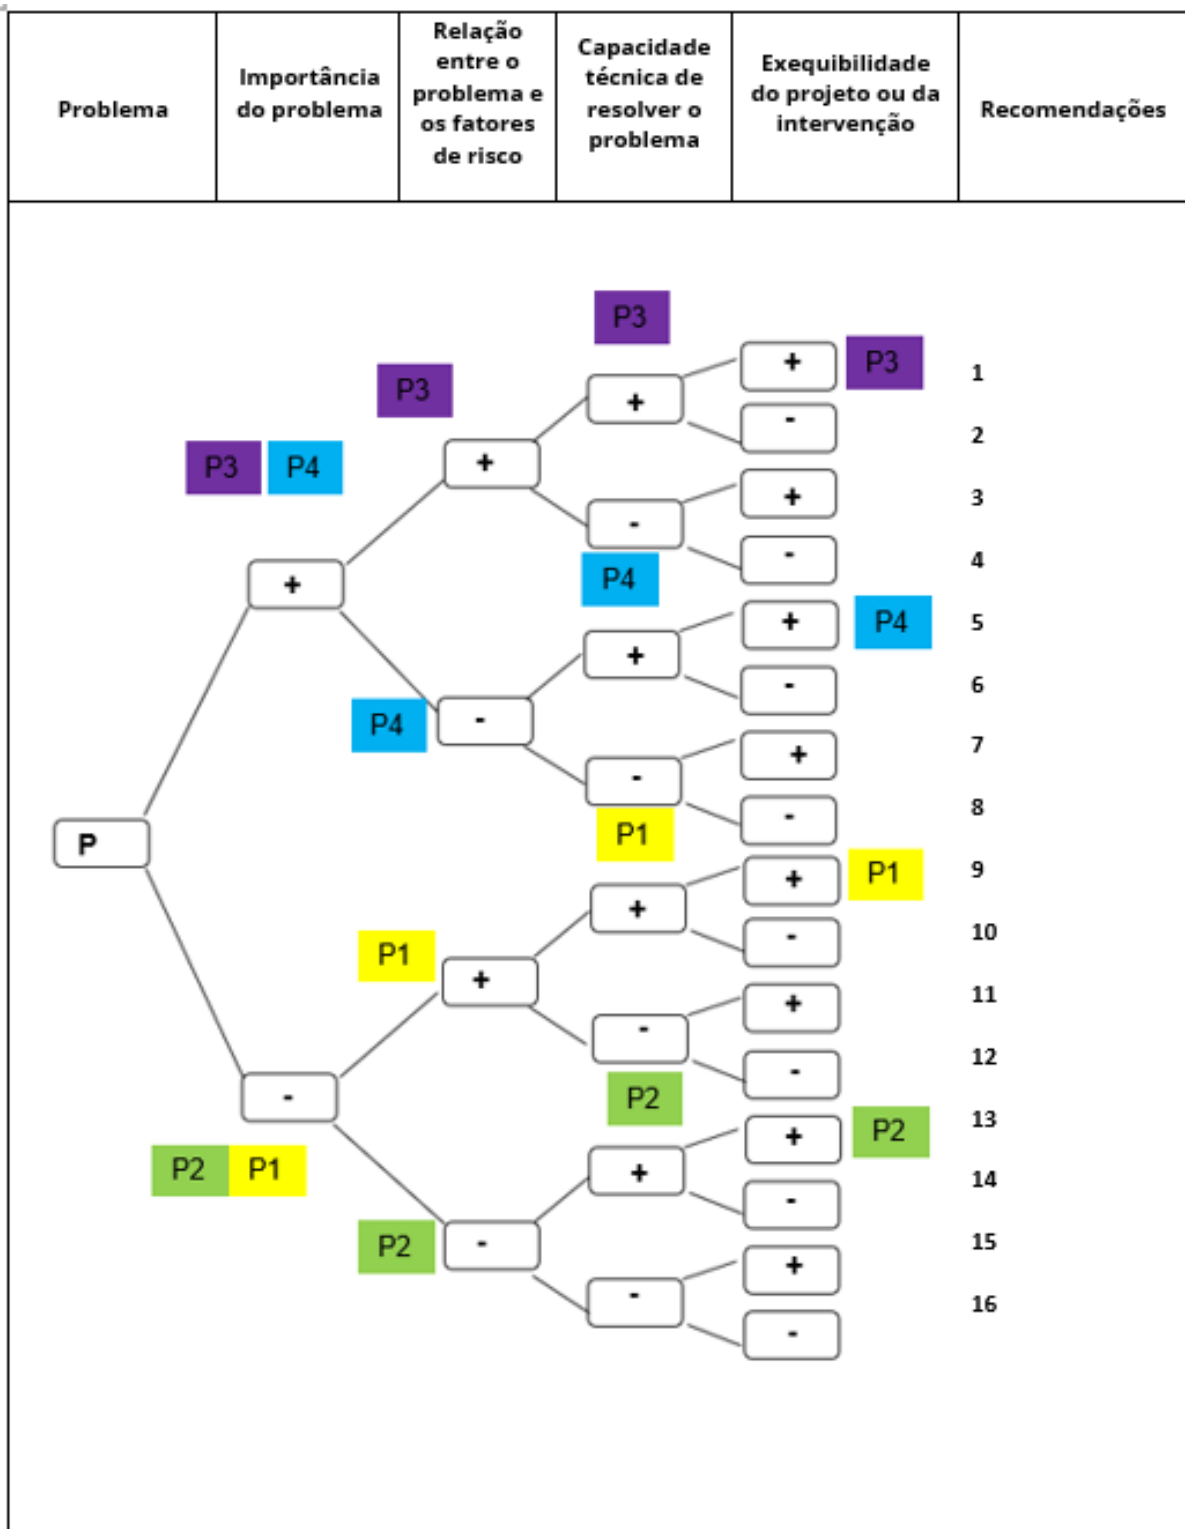 Problema
Importância
do problema
Relação
entre o
problema e
os fatores
de risco
Capacidade
técnica de
resolver o
problema
Exequibilidade
do projeto ou da
intervenção
Recomendações
P3
+
P3
1
P3
+
-
2
P3 P4
+
+
3
-
-
4
+
P4
+
P4
5
+
-
6
P4
-
+
7
-
-
8
P
P1
+
P1
9
+
-
10
P1
+
+
11
-
-
12
-
P2
+
P2
13
P2 P1
+
-
14
P2
-
+
15
-
-
16